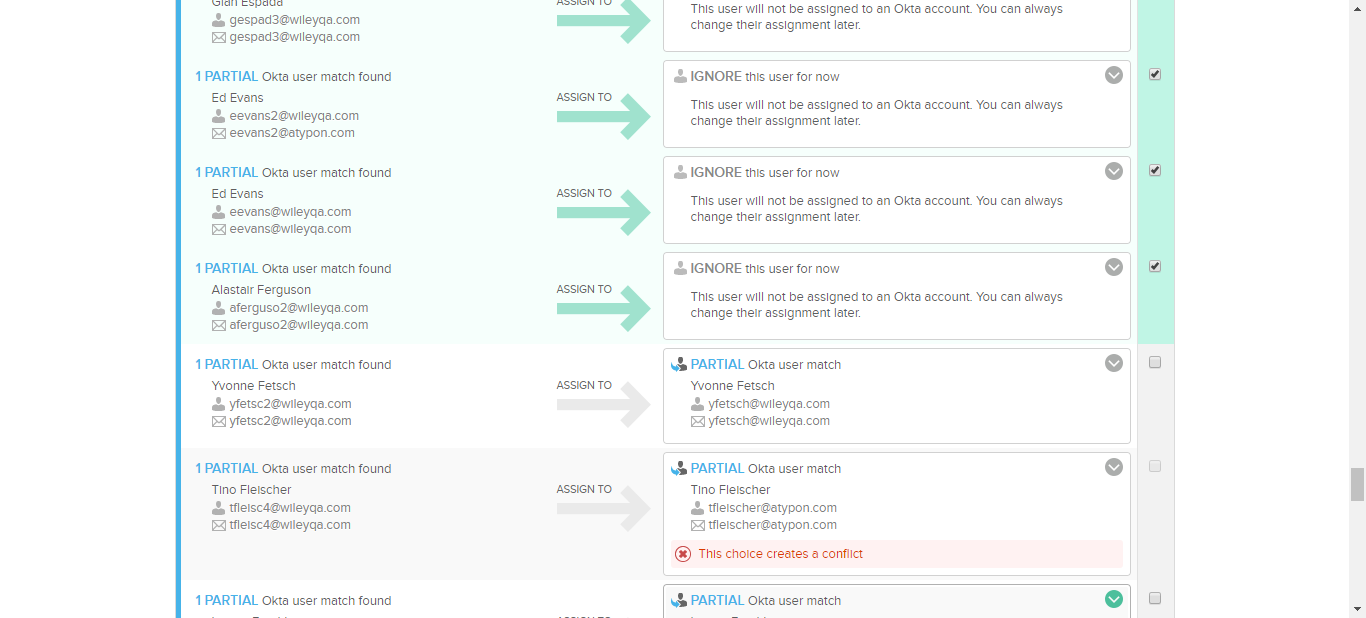 Gian Espada
gespad3@wileyqa.com
gespad3@wileyqa.com
ASSIGN TO
This user will not be assigned to an Okta account. You can always
change their assignment later.
1 PARTIAL Okta user match found
Ed Evans
eevans2@wileyqa.com
eevans2@atypon.com
ASSIGN TO
IGNORE this user for now
This user will not be assigned to an Okta account. You can always
change their assignment later.
1 PARTIAL Okta user match found
Ed Evans
eevans@wileyqa.com
eevans@wileyqa.com
ASSIGN TO
IGNORE this user for now
This user will not be assigned to an Okta account. You can always
change their assignment later.
1 PARTIAL Okta user match found
Alastair Ferguson
aferguso2@wileyqa.com
aferguso2@wileyqa.com
ASSIGN TO
IGNORE this user for now
This user will not be assigned to an Okta account. You can always
change their assignment later.
1 PARTIAL Okta user match found
Yvonne Fetsch
yfetsc2@wileyqa.com
yfetsc2@wileyqa.com
ASSIGN TO
PARTIAL Okta user match
Yvonne Fetsch
yfetsch@wileyqa.com
yfetsch@wileyqa.com
1 PARTIAL Okta user match found
Tino Fleischer
tfleisc4@wileyqa.com
tfleisc4@wileyqa.com
ASSIGN TO
PARTIAL Okta user match
Tino Fleischer
tfleischer@atypon.com
tfleischer@atypon.com
This choice creates a conflict
1 PARTIAL Okta user match found
PARTIAL Okta user match